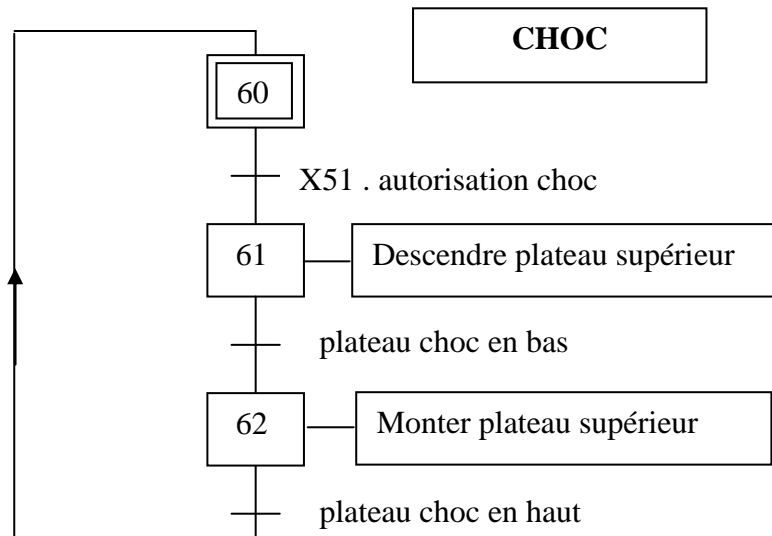 CHOC
60
X51 . autorisation choc
61
Descendre plateau supérieur
plateau choc en bas
62
Monter plateau supérieur
plateau choc en haut